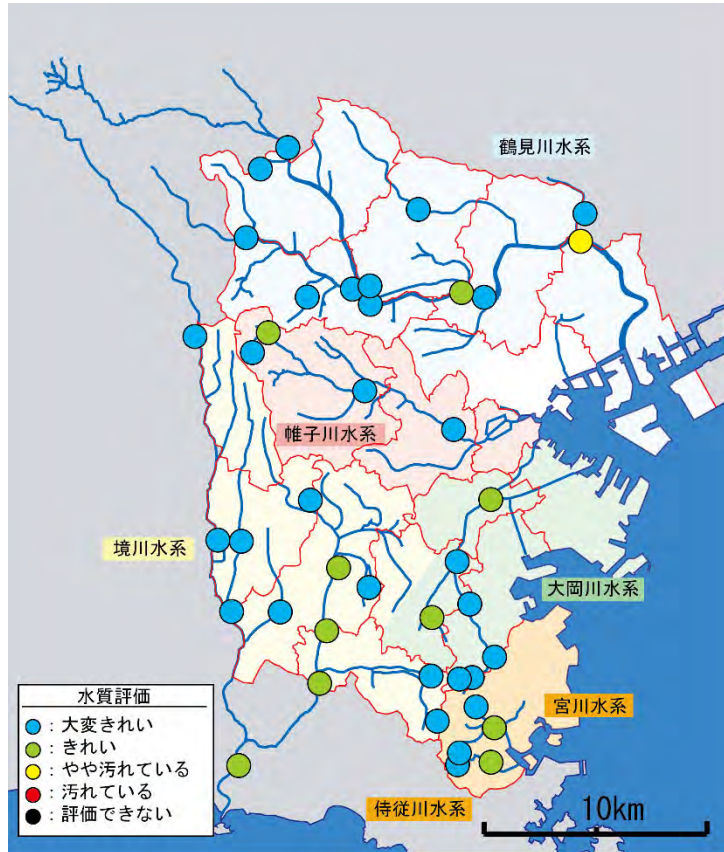 鶴見川水系
帷子川水系
境川水系
大岡川水系
宮川水系
侍従川水系
水質評価
：大変きれい
：きれい
：やや汚れている
：汚れている
：評価できない
10km